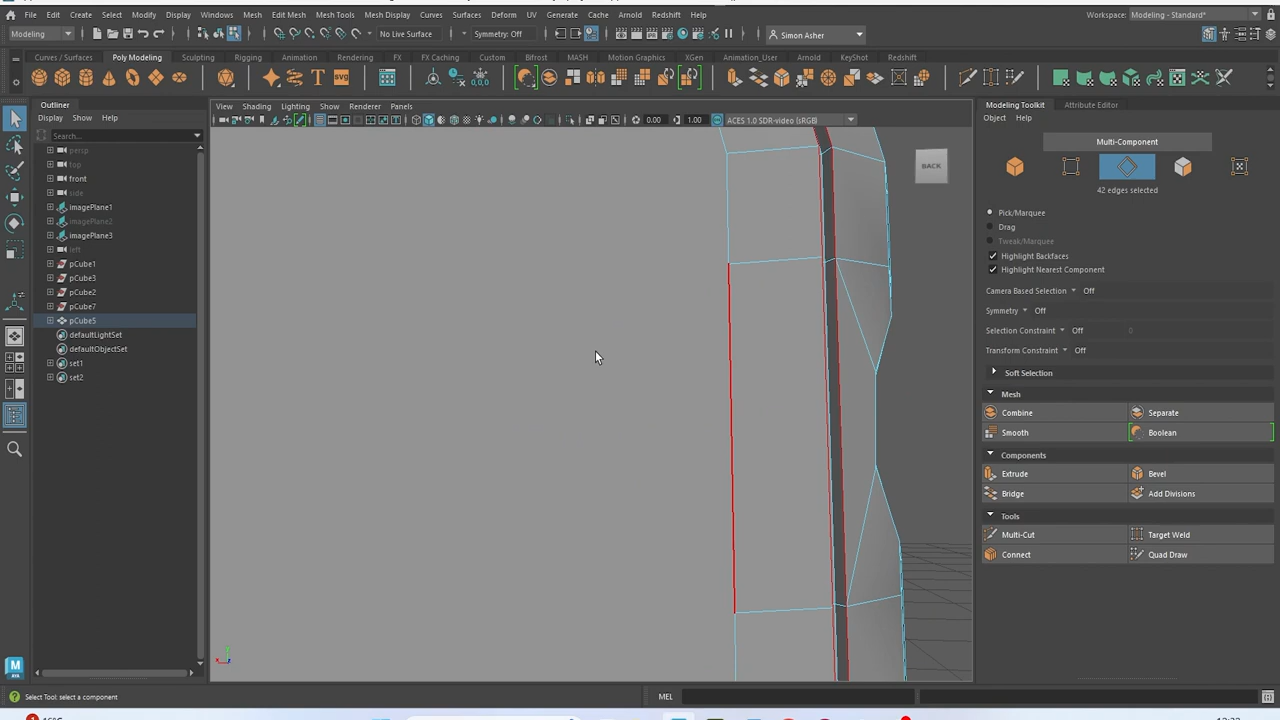 File Edit Create Select Modify Display Windows Mesh Edit Mesh Mesh Tools Mesh Display Curves Surfaces Deform UV Generate Cache Arnold Redshift Help Workspace: Modeling - Standard*
Modeling No Live Surface Symmetry: Off Simon Asher
Curves / Surfaces Poly Modeling Sculpting Rigging Animation Rendering FX FX Caching Custom Bifrost MASH Motion Graphics XGen Animation_User Arnold KeyShot Redshift
SVG
Outliner
Display Show Help
Search...
persp
top
front
side
imagePlane1
imagePlane2
imagePlane3
left
pCube1
pCube3
pCube2
pCube7
pCube5
defaultLightSet
defaultObjectSet
set1
set2
View Shading Lighting Show Renderer Panels
0.00 1.00 ACES 1.0 SDR-video (sRGB)
BACK
Modeling Toolkit Attribute Editor
Object Help
Multi-Component
42 edges selected
Pick/Marquee
Drag
Tweak/Marquee
Highlight Backfaces
Highlight Nearest Component
Camera Based Selection Off
Symmetry Off
Selection Constraint Off
Transform Constraint Off
Soft Selection
Mesh
Combine Separate
Smooth Boolean
Components
Extrude Bevel
Bridge Add Divisions
Tools
Multi-Cut Target Weld
Connect Quad Draw
Select Tool: select a component MEL